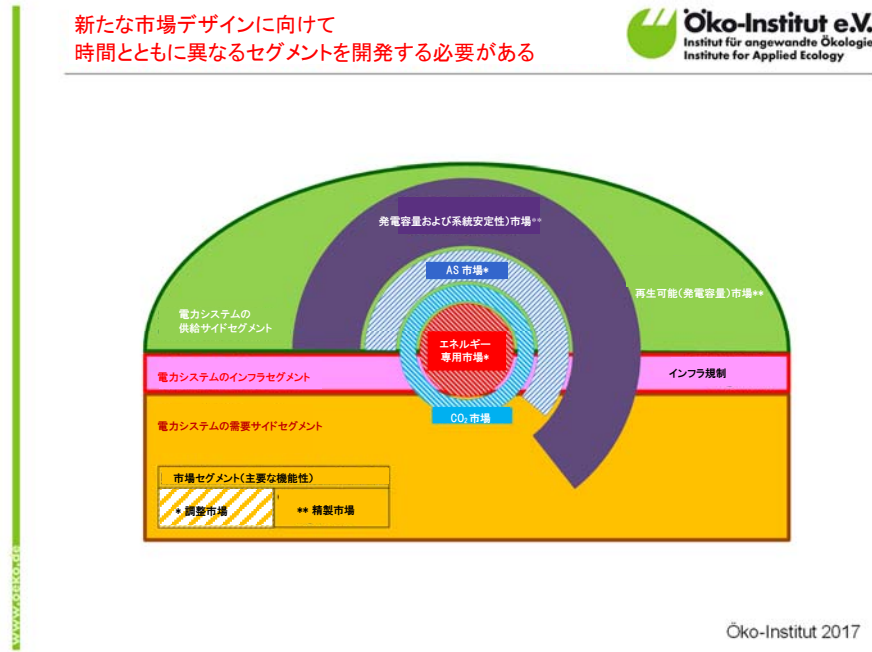 新たな市場デザインに向けて
時間とともに異なるセグメントを開発する必要がある
Öko-Institut e.V.
Institut für angewandte Ökologie
Institute for Applied Ecology
発電容量および系統安定性)市場**
AS 市場*
再生可能(発電容量)市場**
電力システムの
供給サイドセグメント
エネルギー
専用市場*
電力システムのインフラセグメント
インフラ規制
CO₂ 市場
電力システムの需要サイドセグメント
市場セグメント(主要な機能性)
* 調整市場
** 精製市場
www.oeko.de
Öko-Institut 2017